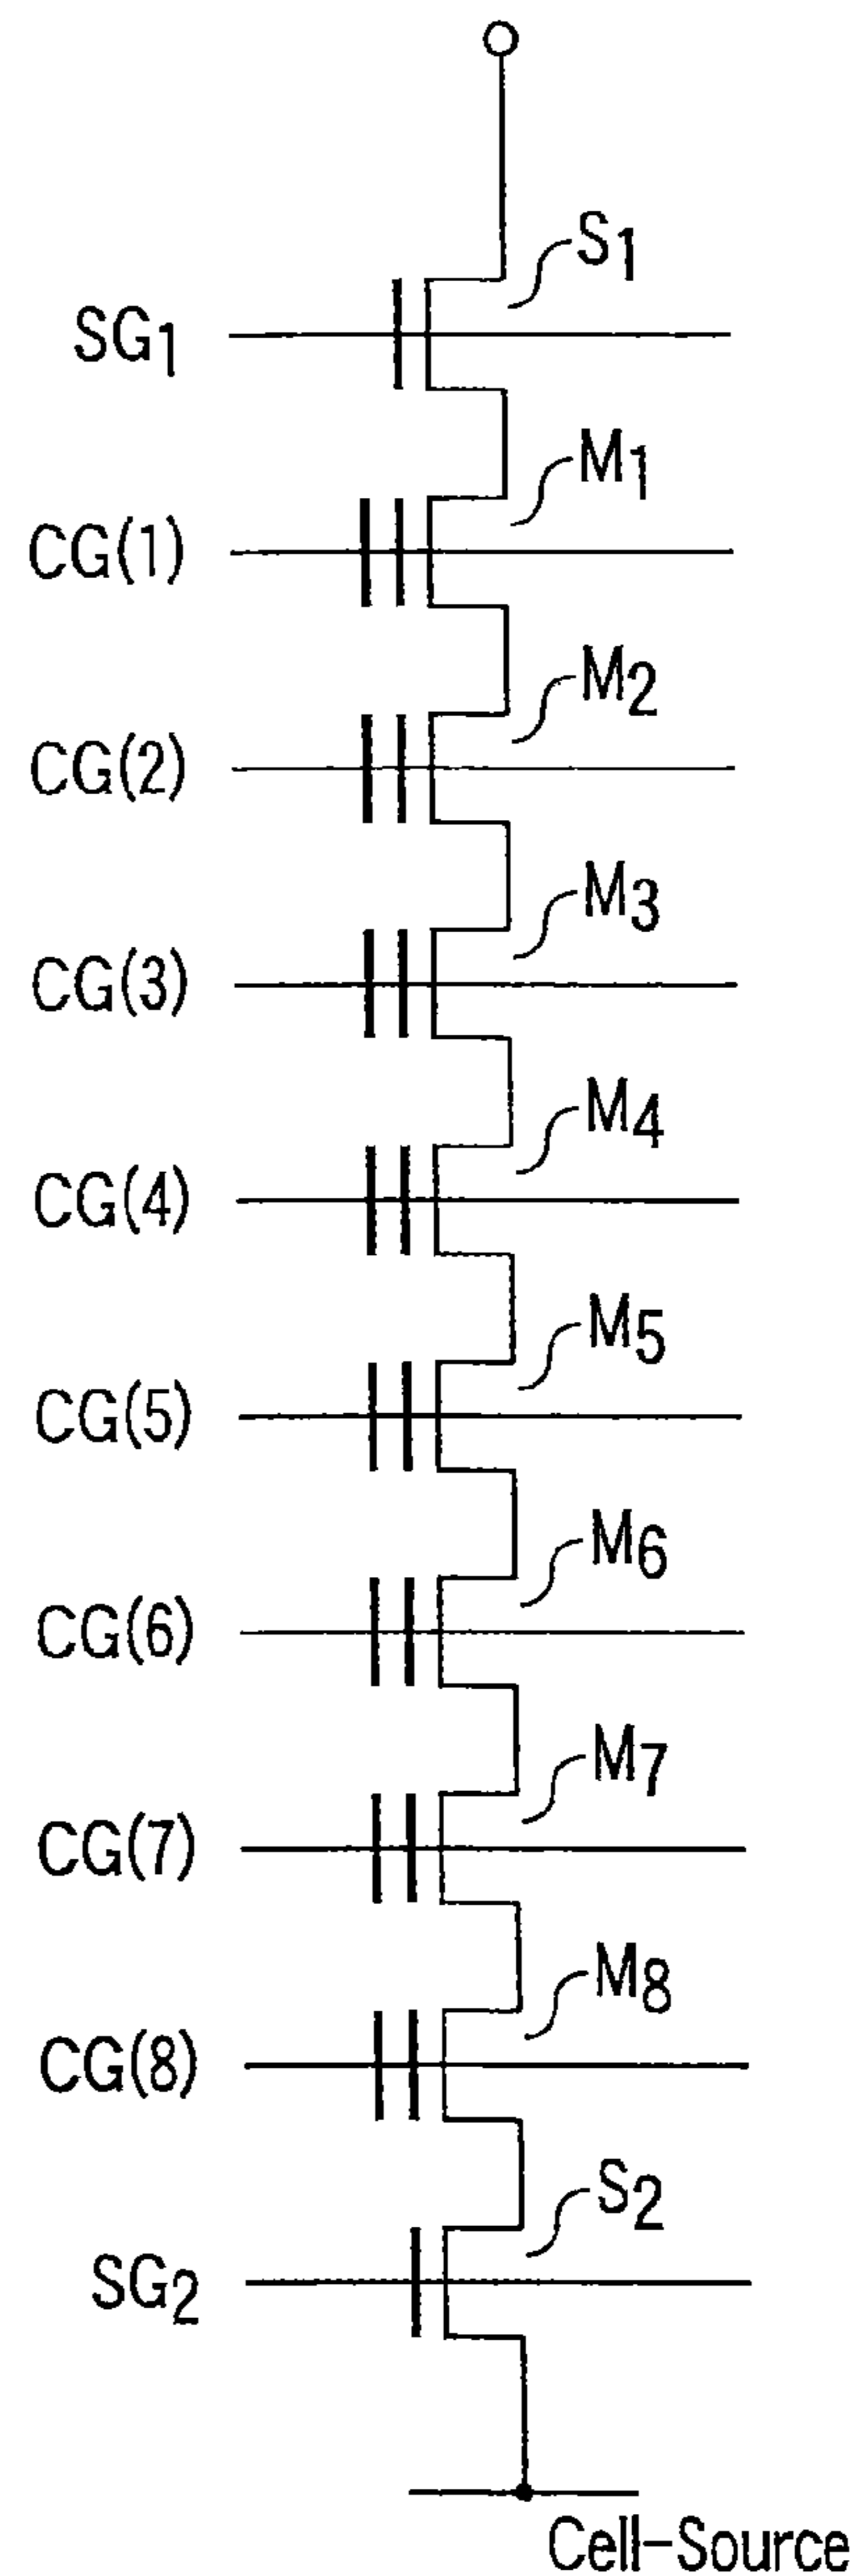 S1
SG1
M1
CG(1)
M2
CG(2)
M3
CG(3)
M4
CG(4)
M5
CG(5)
M6
CG(6)
M7
CG(7)
M8
CG(8)
S2
SG2
Cell-Source